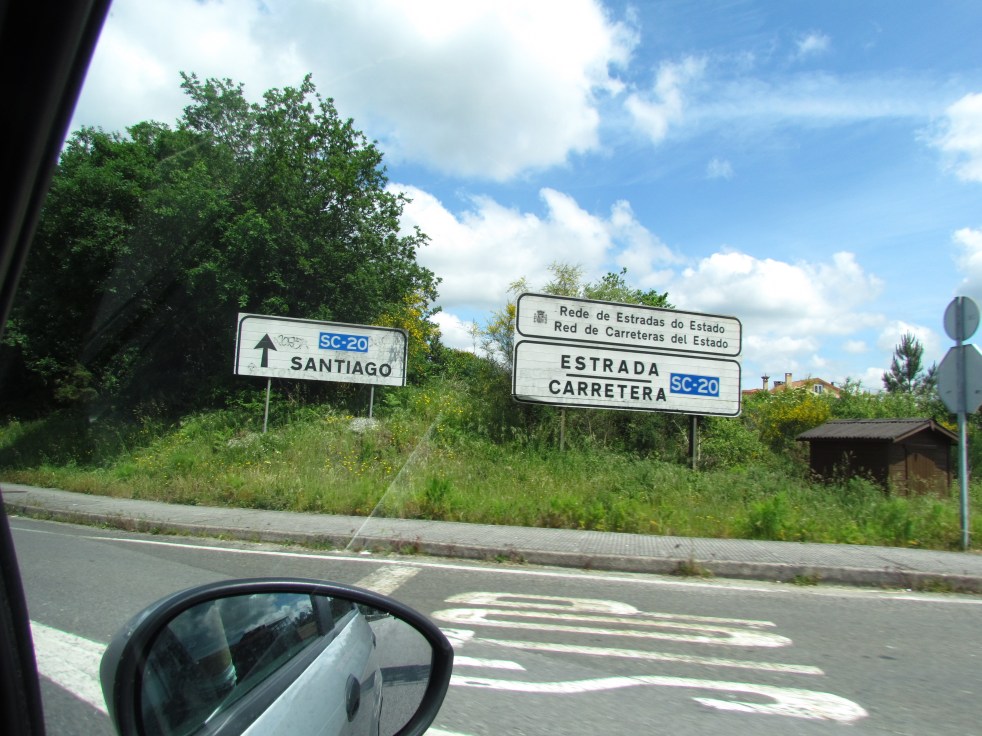 SC-20
SANTIAGO
Rede de Estradas do Estado
Red de Carreteras del Estado
ESTRADA
CARRETERA
SC-20